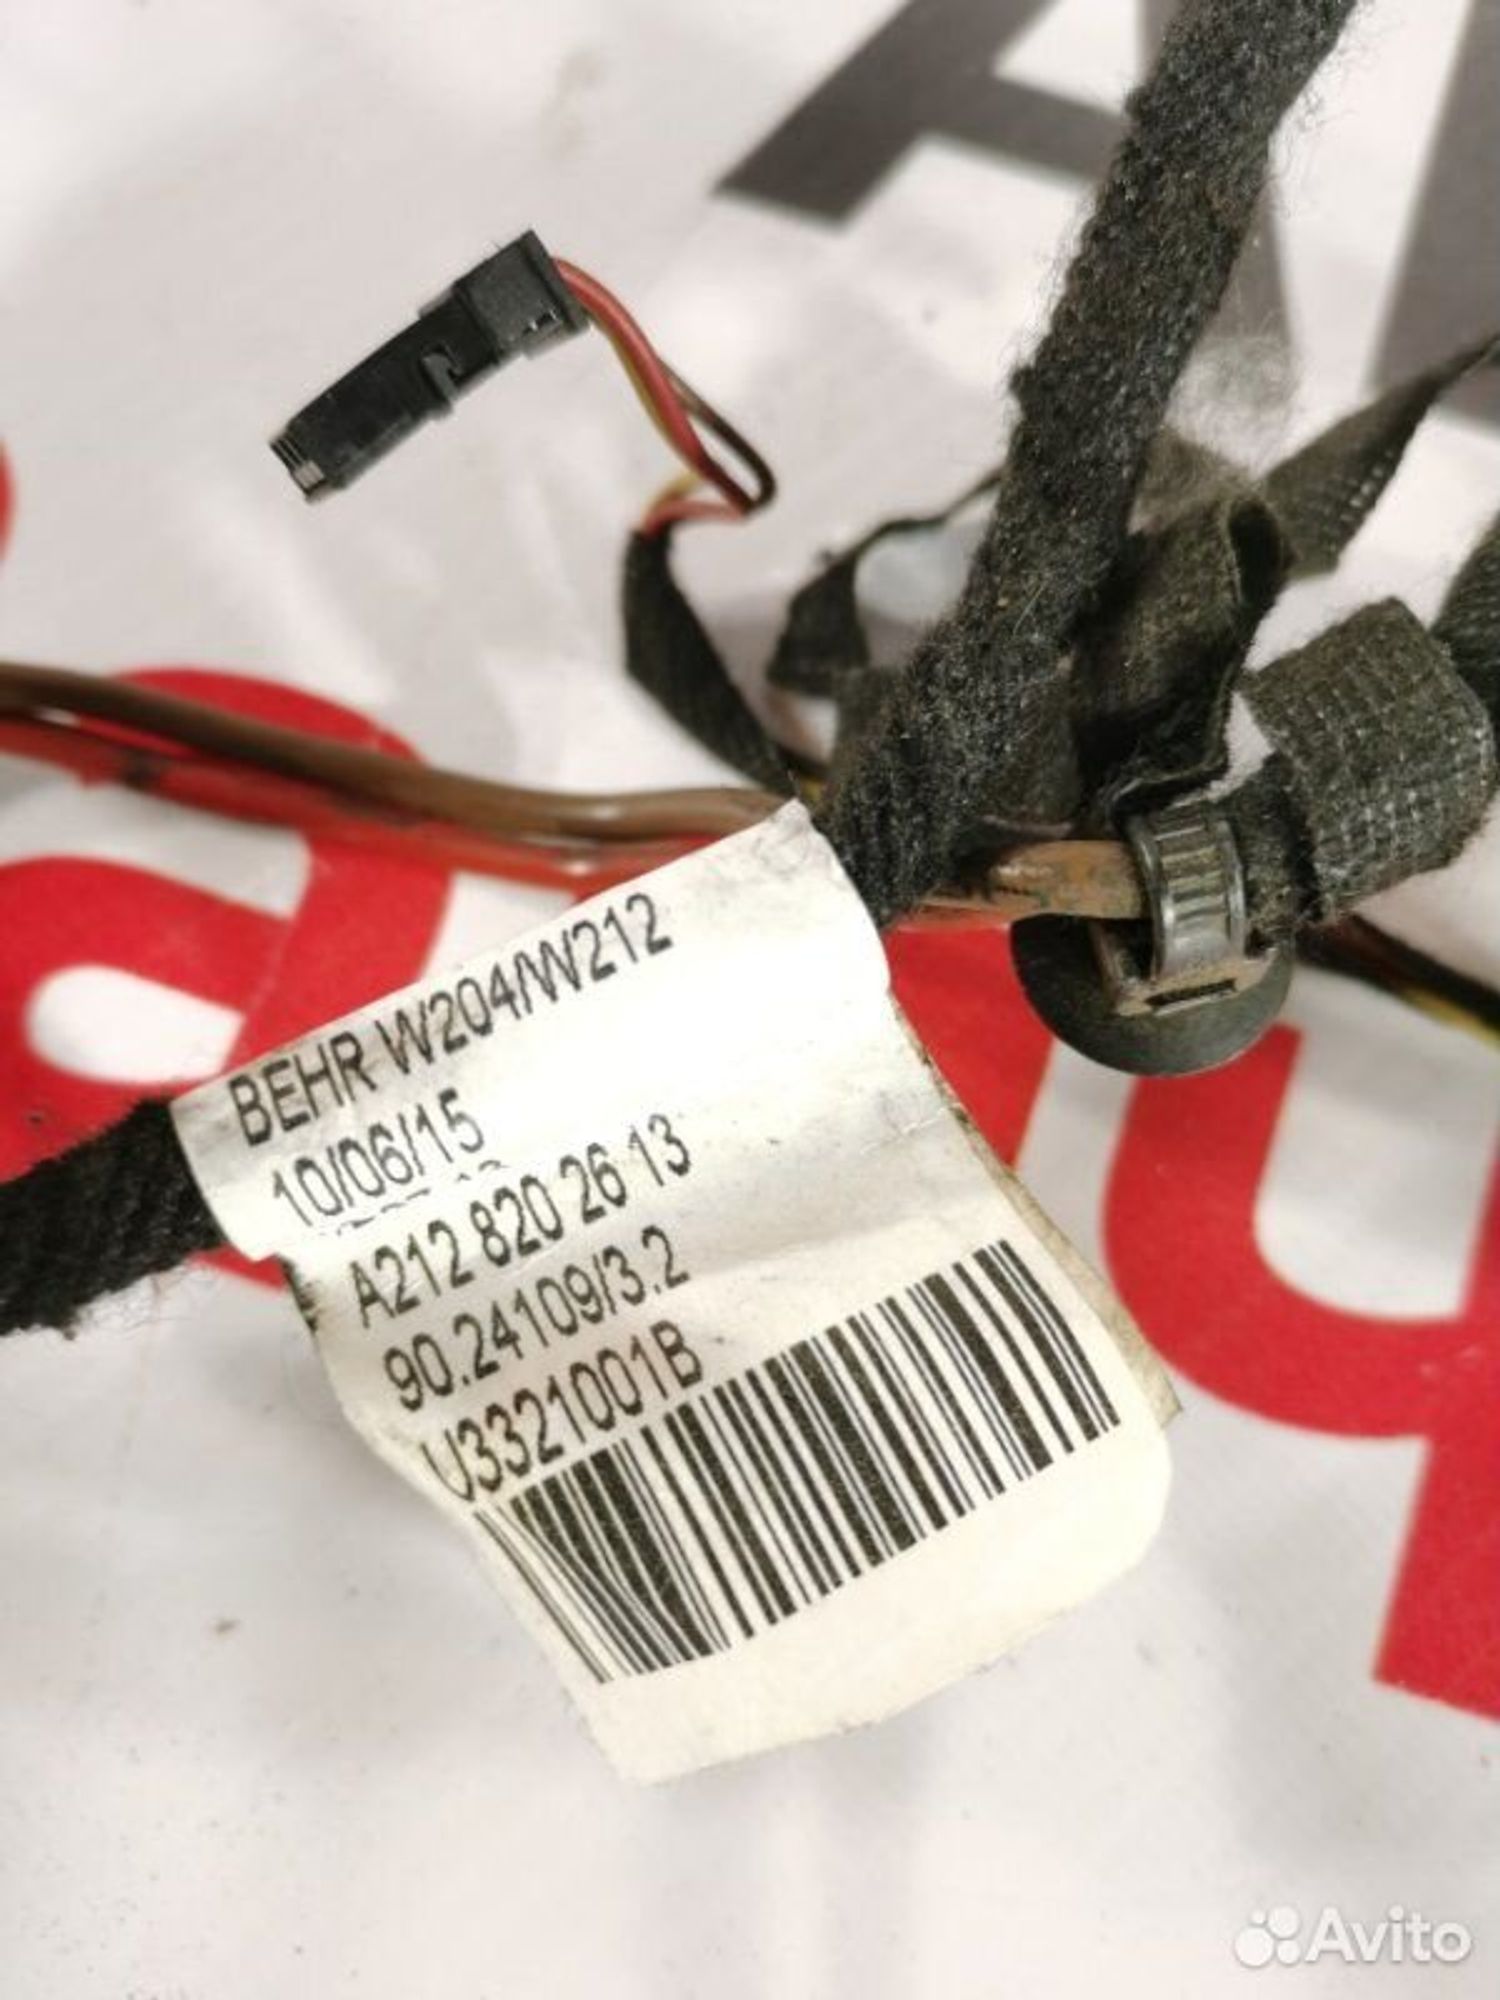 BEHR W204/W212
10/06/15
A212 820 26 13
90.24109/3.2
U3321001B
Avito